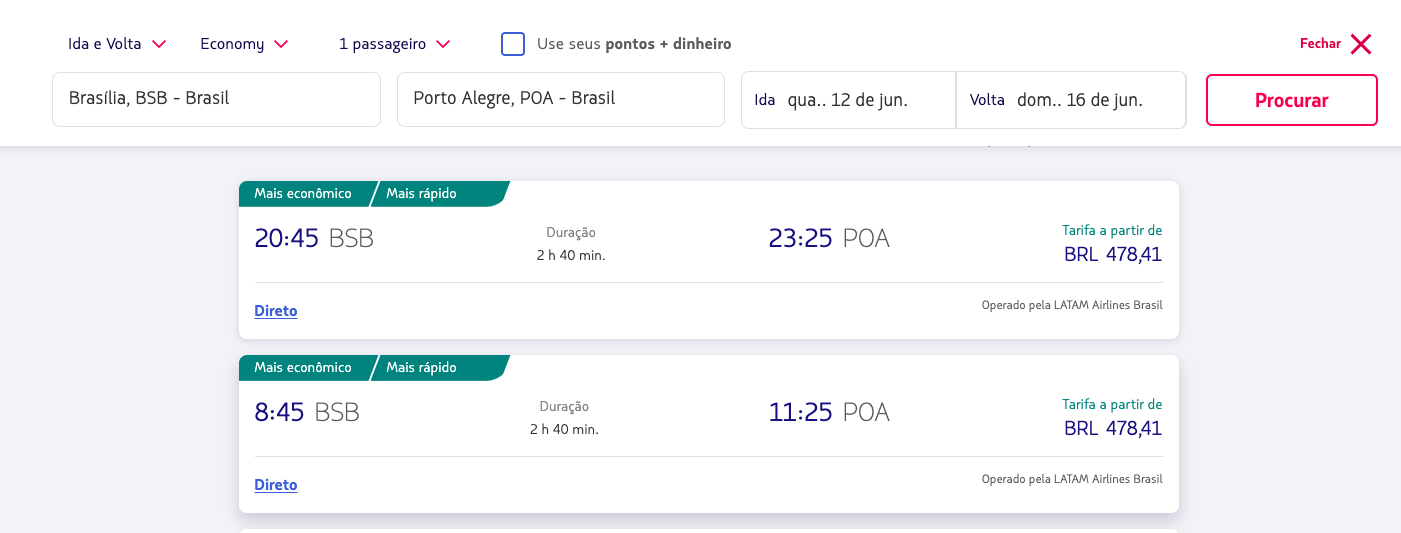 Ida e Volta Economy 1 passageiro Use seus pontos + dinheiro Fechar
Brasília, BSB - Brasil Porto Alegre, POA - Brasil Ida qua.. 12 de jun. Volta dom.. 16 de jun. Procurar
Mais econômico Mais rápido
20:45 BSB Duração 23:25 POA Tarifa a partir de
2 h 40 min. BRL 478,41
Direto Operado pela LATAM Airlines Brasil
Mais econômico Mais rápido
8:45 BSB Duração 11:25 POA Tarifa a partir de
2 h 40 min. BRL 478,41
Direto Operado pela LATAM Airlines Brasil